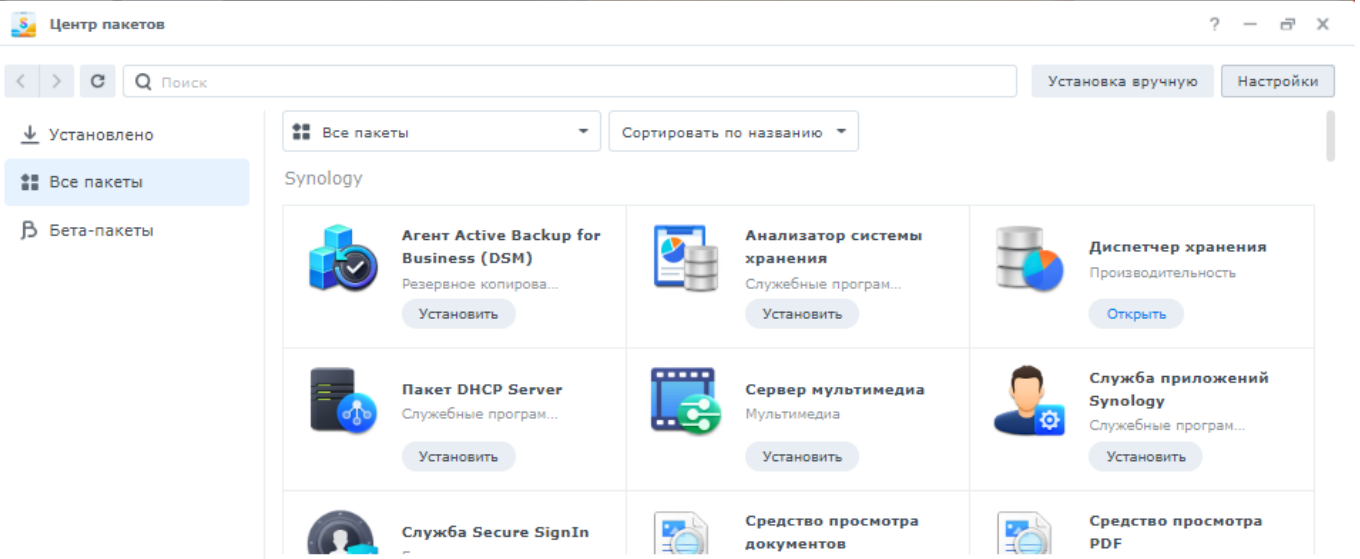 Центр пакетов
Поиск
Установка вручную
Настройки
Установлено
Все пакеты
Бета-пакеты
Все пакеты
Сортировать по названию
Synology
Агент Active Backup for
Business (DSM)
Резервное копирова...
Установить
Анализатор системы
хранения
Служебные програм...
Установить
Диспетчер хранения
Производительность
Открыть
Пакет DHCP Server
Служебные програм...
Установить
Сервер мультимедиа
Мультимедиа
Установить
Служба приложений
Synology
Служебные програм...
Установить
Служба Secure SignIn
Средство просмотра
документов
Средство просмотра
PDF